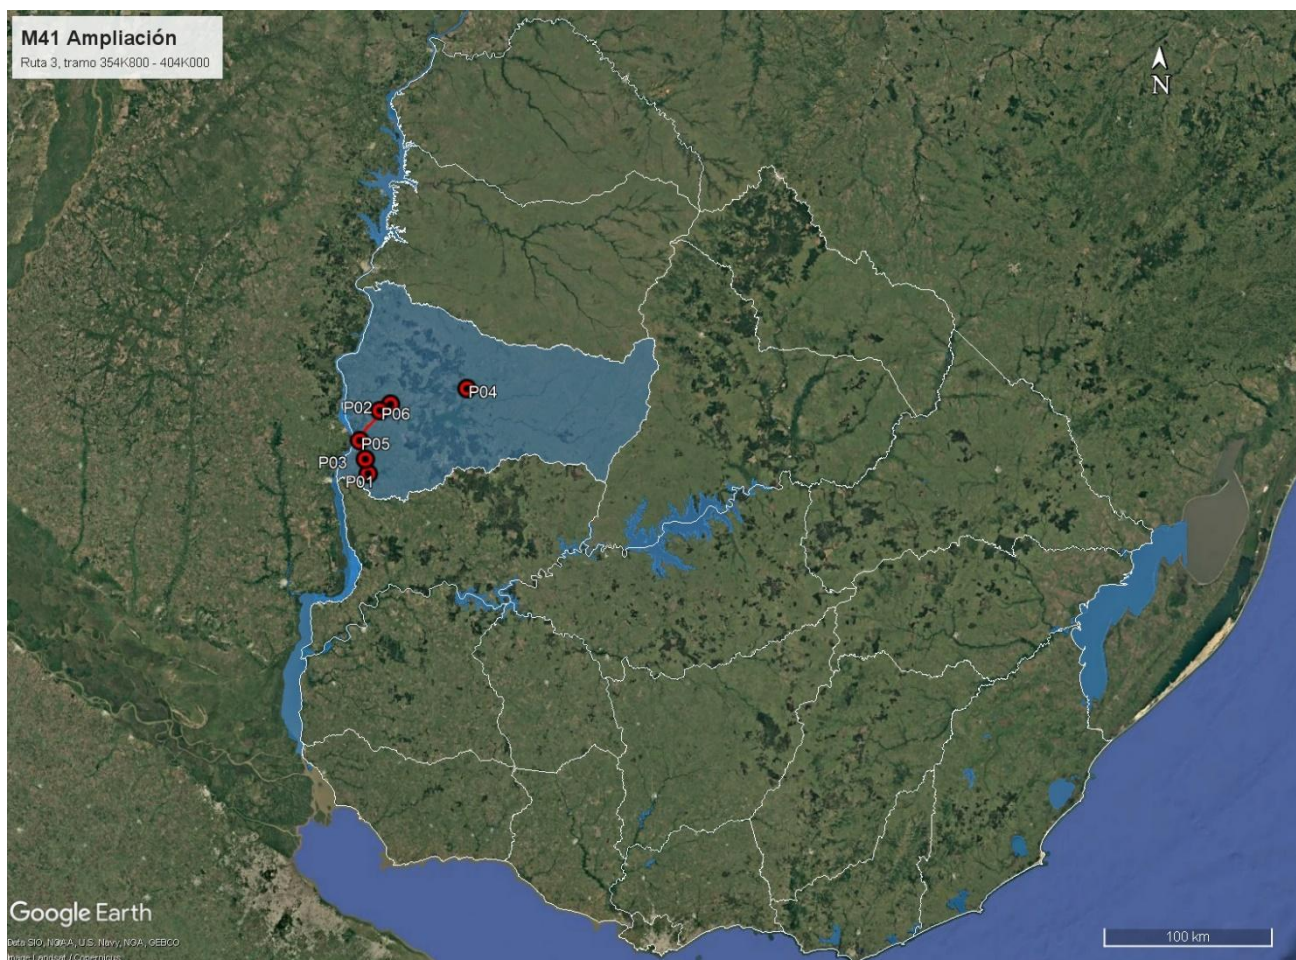 M41 Ampliación
Ruta 3, tramo 354K800 - 404K000
N
P04
P02
P06
P05
P03
P01
Google Earth
100 km
Data SIO, NOAA, U.S. Navy, NGA, GEBCO
Image Landsat / Copernicus